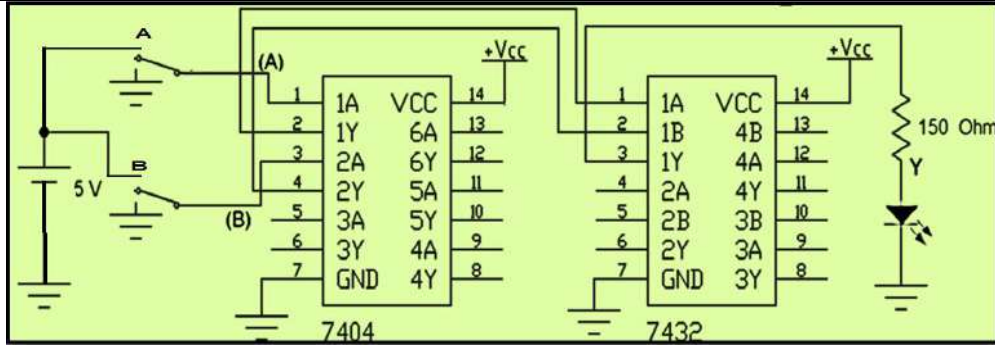 A
(A)
B
5 V
(B)
+Vcc
1 1A VCC 14
2 1Y 6A 13
3 2A 6Y 12
4 2Y 5A 11
5 3A 5Y 10
6 3Y 4A 9
7 GND 4Y 8
7404
+Vcc
1 1A VCC 14
2 1B 4B 13
3 1Y 4A 12
4 2A 4Y 11
5 2B 3B 10
6 2Y 3A 9
7 GND 3Y 8
7432
150 Ohm
Y